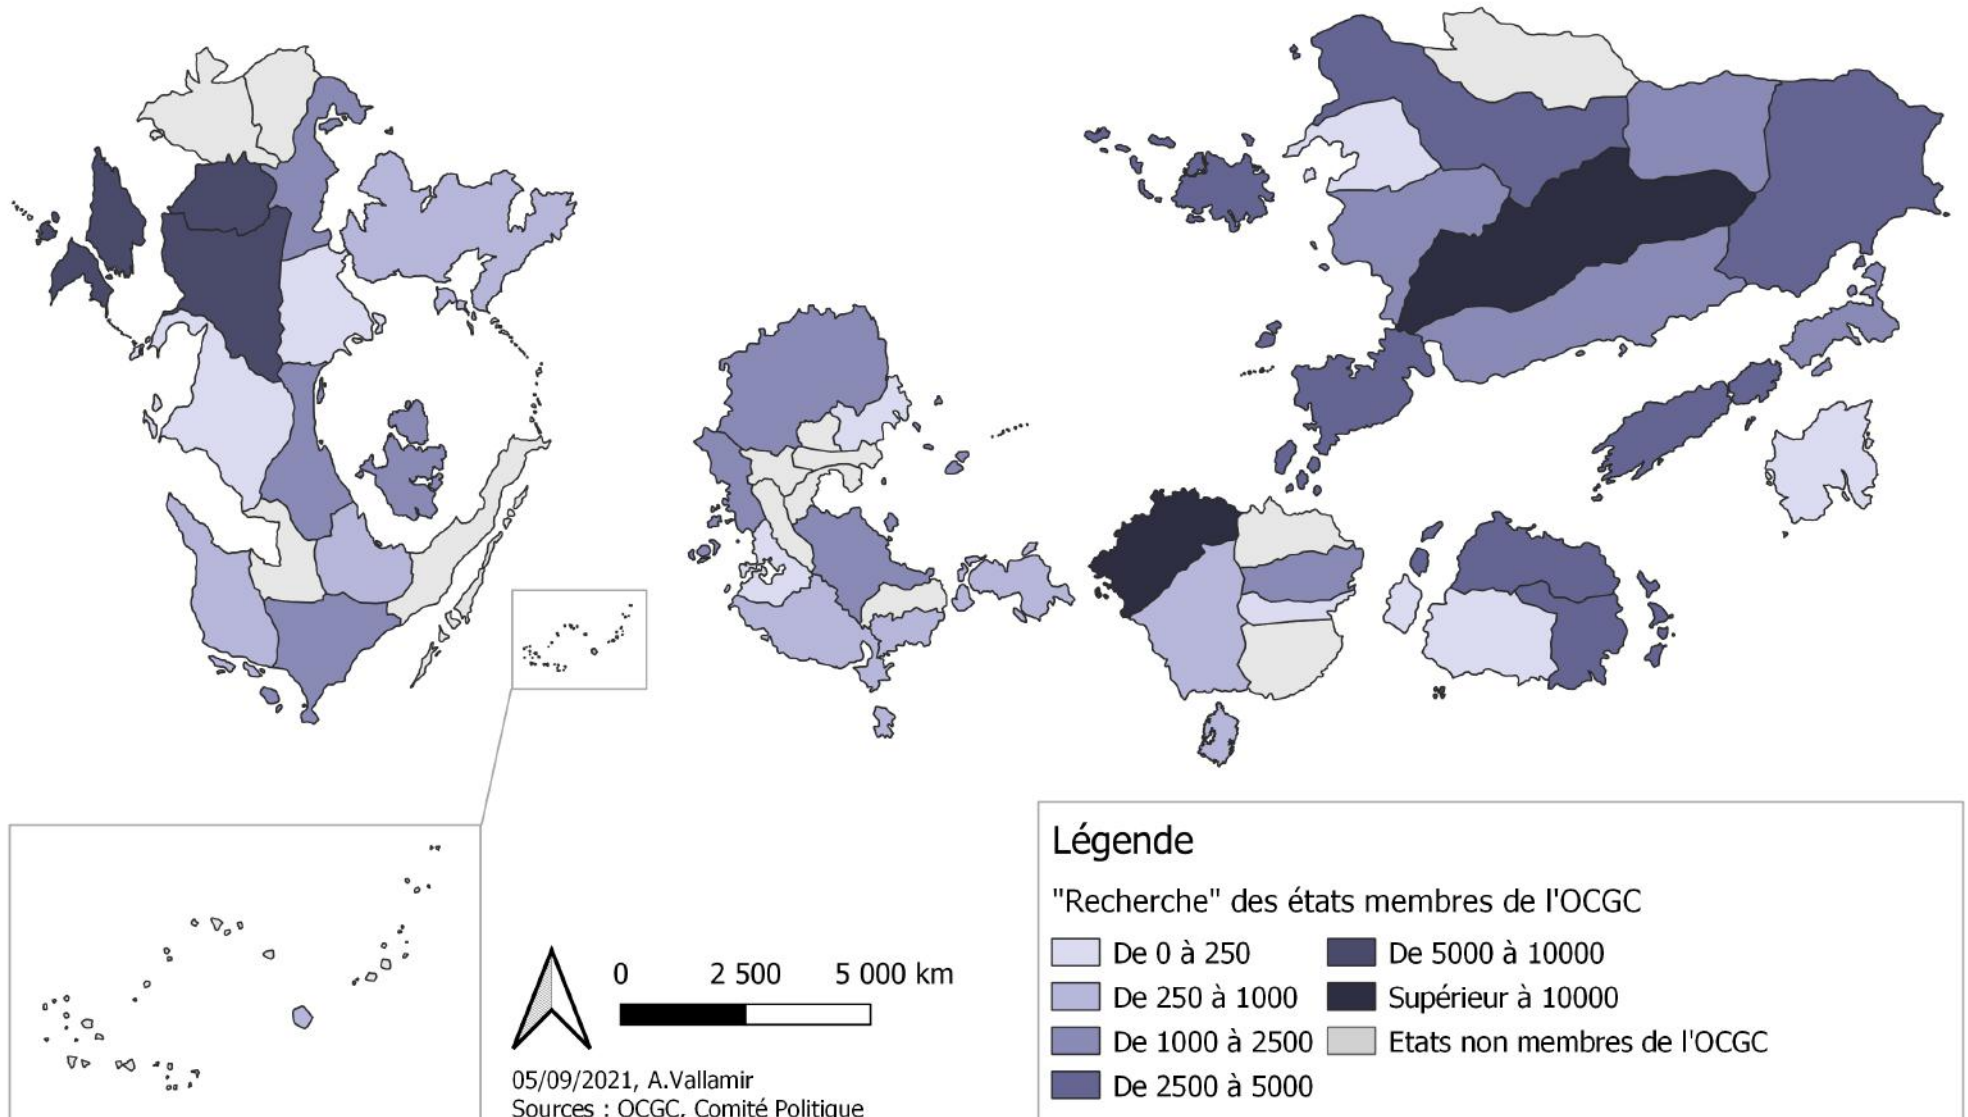 Légende
"Recherche" des états membres de l'OCGC
De 0 à 250
De 250 à 1000
De 1000 à 2500
De 2500 à 5000
De 5000 à 10000
Supérieur à 10000
Etats non membres de l'OCGC
0 2 500 5 000 km
05/09/2021, A.Vallamir
Sources : OCGC, Comité Politique